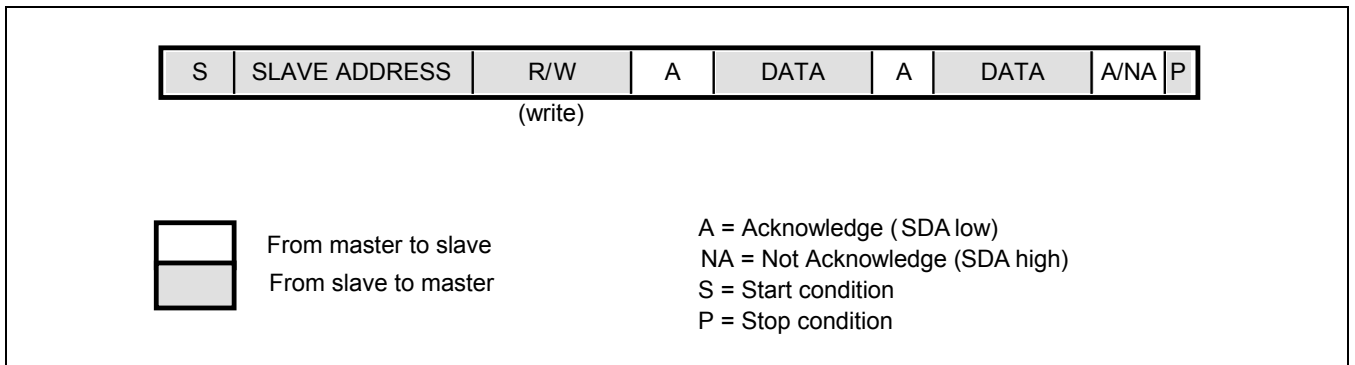 S SLAVE ADDRESS R/W A DATA A DATA A/NA P
(write)
From master to slave
From slave to master
A = Acknowledge (SDA low)
NA = Not Acknowledge (SDA high)
S = Start condition
P = Stop condition